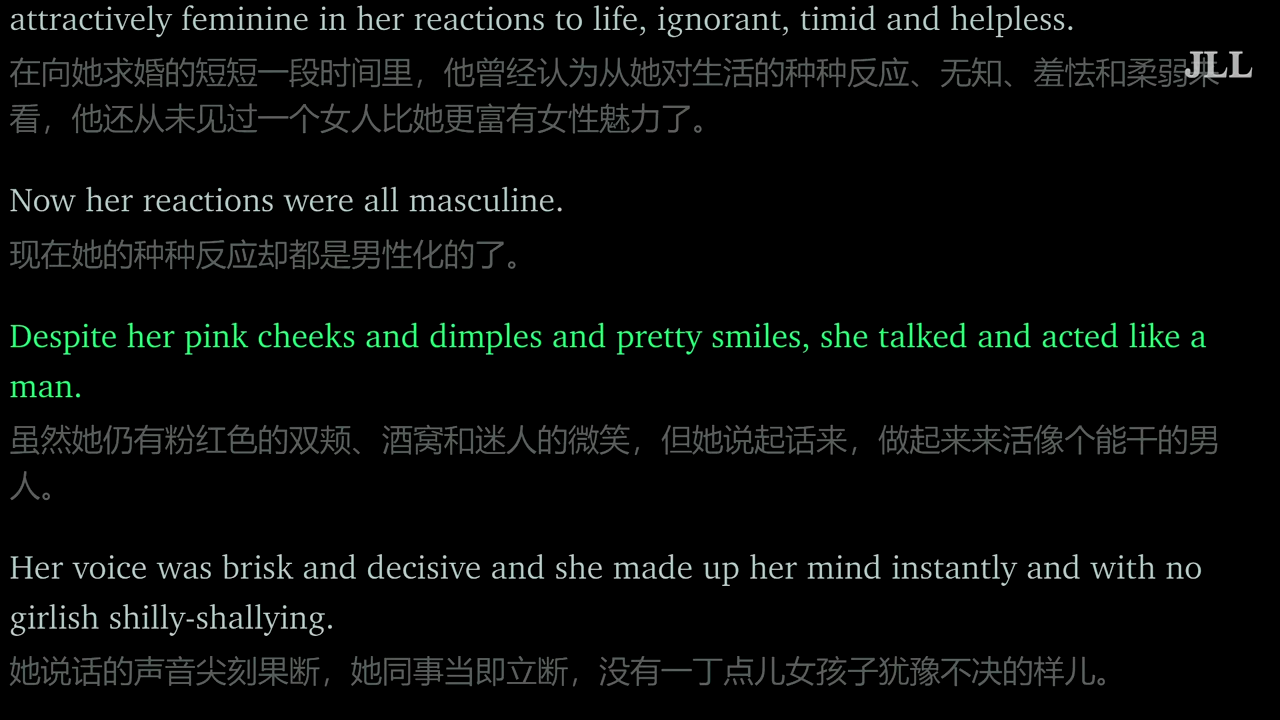 attractively feminine in her reactions to life, ignorant, timid and helpless.
在向她求婚的短短一段时间里，他曾经认为从她对生活的种种反应、无知、羞怯和柔弱来
JLL
看，他还从未见过一个女人比她更富有女性魅力了。
Now her reactions were all masculine.
现在她的种种反应却都是男性化的了。
Despite her pink cheeks and dimples and pretty smiles, she talked and acted like a
man.
虽然她仍有粉红色的双颊、酒窝和迷人的微笑，但她说起话来，做起来来活像个能干的男
人。
Her voice was brisk and decisive and she made up her mind instantly and with no
girlish shilly-shallying.
她说话的声音尖刻果断，她同事当即立断，没有一丁点儿女孩子犹豫不决的样儿。